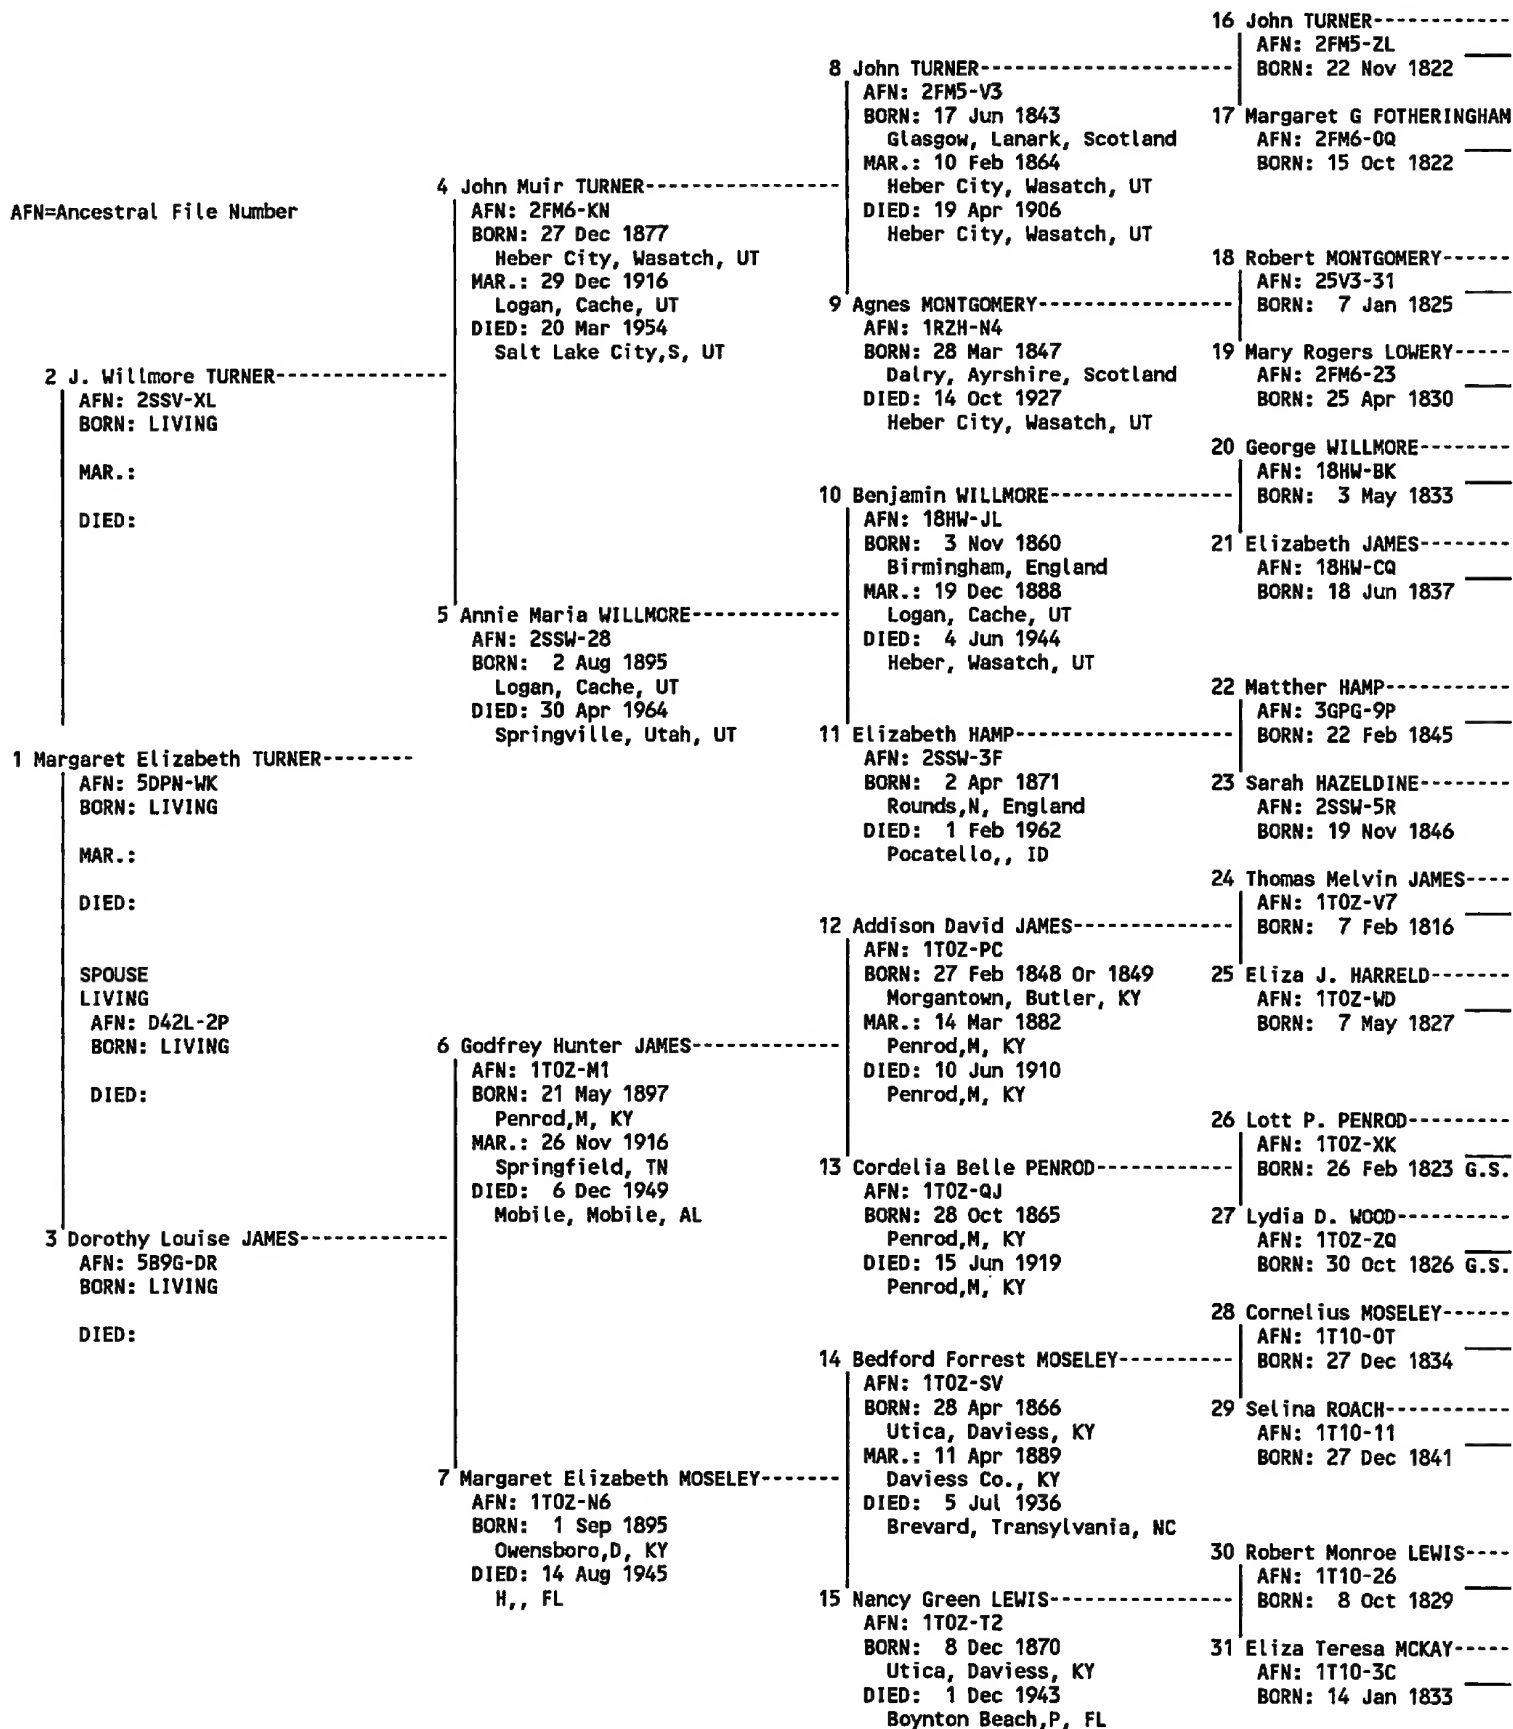 AFN=Ancestral File Number
1 Margaret Elizabeth TURNER--------
AFN: 5DPN-WK
BORN: LIVING
MAR.:
DIED:
SPOUSE
LIVING
AFN: D42L-2P
BORN: LIVING
DIED:
2 J. Willmore TURNER--------------
AFN: 2SSV-XL
BORN: LIVING
MAR.:
DIED:
3 Dorothy Louise JAMES------------
AFN: 5B9G-DR
BORN: LIVING
DIED:
4 John Muir TURNER----------------
AFN: 2FM6-KN
BORN: 27 Dec 1877
Heber City, Wasatch, UT
MAR.: 29 Dec 1916
Logan, Cache, UT
DIED: 20 Mar 1954
Salt Lake City,S, UT
5 Annie Maria WILLMORE------------
AFN: 2SSW-28
BORN: 2 Aug 1895
Logan, Cache, UT
DIED: 30 Apr 1964
Springville, Utah, UT
6 Godfrey Hunter JAMES------------
AFN: 1T0Z-M1
BORN: 21 May 1897
Penrod,M, KY
MAR.: 26 Nov 1916
Springfield, TN
DIED: 6 Dec 1949
Mobile, Mobile, AL
7 Margaret Elizabeth MOSELEY-------
AFN: 1T0Z-N6
BORN: 1 Sep 1895
Owensboro,D, KY
DIED: 14 Aug 1945
H,, FL
8 John TURNER---------------------
AFN: 2FM5-V3
BORN: 17 Jun 1843
Glasgow, Lanark, Scotland
MAR.: 10 Feb 1864
Heber City, Wasatch, UT
DIED: 19 Apr 1906
Heber City, Wasatch, UT
9 Agnes MONTGOMERY----------------
AFN: 1RZH-N4
BORN: 28 Mar 1847
Dalry, Ayrshire, Scotland
DIED: 14 Oct 1927
Heber City, Wasatch, UT
10 Benjamin WILLMORE---------------
AFN: 18HW-JL
BORN: 3 Nov 1860
Birmingham, England
MAR.: 19 Dec 1888
Logan, Cache, UT
DIED: 4 Jun 1944
Heber, Wasatch, UT
11 Elizabeth HAMP------------------
AFN: 2SSW-3F
BORN: 2 Apr 1871
Rounds,N, England
DIED: 1 Feb 1962
Pocatello,, ID
12 Addison David JAMES-------------
AFN: 1T0Z-PC
BORN: 27 Feb 1848 Or 1849
Morgantown, Butler, KY
MAR.: 14 Mar 1882
Penrod,M, KY
DIED: 10 Jun 1910
Penrod,M, KY
13 Cordelia Belle PENROD-----------
AFN: 1T0Z-QJ
BORN: 28 Oct 1865
Penrod,M, KY
DIED: 15 Jun 1919
Penrod,M, KY
14 Bedford Forrest MOSELEY---------
AFN: 1T0Z-SV
BORN: 28 Apr 1866
Utica, Daviess, KY
MAR.: 11 Apr 1889
Daviess Co., KY
DIED: 5 Jul 1936
Brevard, Transylvania, NC
15 Nancy Green LEWIS---------------
AFN: 1T0Z-T2
BORN: 8 Dec 1870
Utica, Daviess, KY
DIED: 1 Dec 1943
Boynton Beach,P, FL
16 John TURNER------------
AFN: 2FM5-ZL
BORN: 22 Nov 1822
17 Margaret G FOTHERINGHAM
AFN: 2FM6-0Q
BORN: 15 Oct 1822
18 Robert MONTGOMERY------
AFN: 25V3-31
BORN: 7 Jan 1825
19 Mary Rogers LOWERY-----
AFN: 2FM6-23
BORN: 25 Apr 1830
20 George WILLMORE--------
AFN: 18HW-BK
BORN: 3 May 1833
21 Elizabeth JAMES--------
AFN: 18HW-CQ
BORN: 18 Jun 1837
22 Matther HAMP-----------
AFN: 3GPG-9P
BORN: 22 Feb 1845
23 Sarah HAZELDINE--------
AFN: 2SSW-5R
BORN: 19 Nov 1846
24 Thomas Melvin JAMES----
AFN: 1T0Z-V7
BORN: 7 Feb 1816
25 Eliza J. HARRELD-------
AFN: 1T0Z-WD
BORN: 7 May 1827
26 Lott P. PENROD---------
AFN: 1T0Z-XK
BORN: 26 Feb 1823 G.S.
27 Lydia D. WOOD----------
AFN: 1T0Z-ZQ
BORN: 30 Oct 1826 G.S.
28 Cornelius MOSELEY------
AFN: 1T10-0T
BORN: 27 Dec 1834
29 Selina ROACH-----------
AFN: 1T10-11
BORN: 27 Dec 1841
30 Robert Monroe LEWIS----
AFN: 1T10-26
BORN: 8 Oct 1829
31 Eliza Teresa MCKAY-----
AFN: 1T10-3C
BORN: 14 Jan 1833